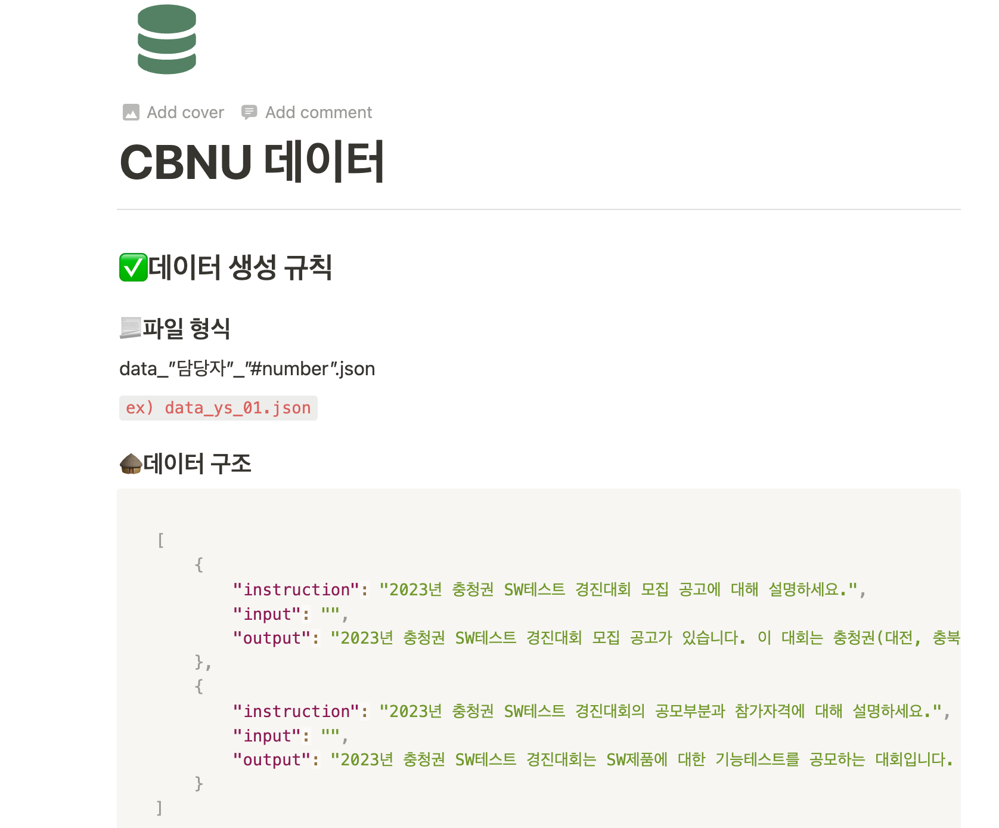 Add cover Add comment
CBNU 데이터
✅데이터 생성 규칙
📃파일 형식
data_”담당자”_”#number”.json
ex) data_ys_01.json
🛖데이터 구조
[
{
"instruction": "2023년 충청권 SW테스트 경진대회 모집 공고에 대해 설명하세요.",
"input": "",
"output": "2023년 충청권 SW테스트 경진대회 모집 공고가 있습니다. 이 대회는 충청권(대전, 충북
},
{
"instruction": "2023년 충청권 SW테스트 경진대회의 공모부분과 참가자격에 대해 설명하세요.",
"input": "",
"output": "2023년 충청권 SW테스트 경진대회는 SW제품에 대한 기능테스트를 공모하는 대회입니다.
}
]